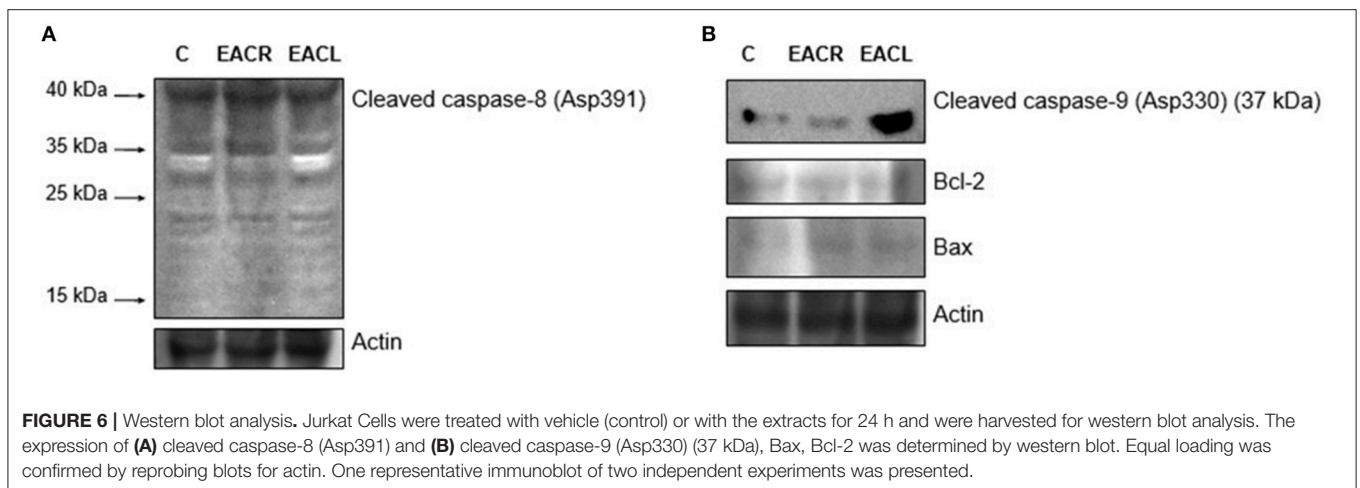 A
C EACR EACL
40 kDa
Cleaved caspase-8 (Asp391)
35 kDa
25 kDa
15 kDa
Actin
B
C EACR EACL
Cleaved caspase-9 (Asp330) (37 kDa)
Bcl-2
Bax
Actin
FIGURE 6 | Western blot analysis. Jurkat Cells were treated with vehicle (control) or with the extracts for 24 h and were harvested for western blot analysis. The
expression of (A) cleaved caspase-8 (Asp391) and (B) cleaved caspase-9 (Asp330) (37 kDa), Bax, Bcl-2 was determined by western blot. Equal loading was
confirmed by reprobing blots for actin. One representative immunoblot of two independent experiments was presented.